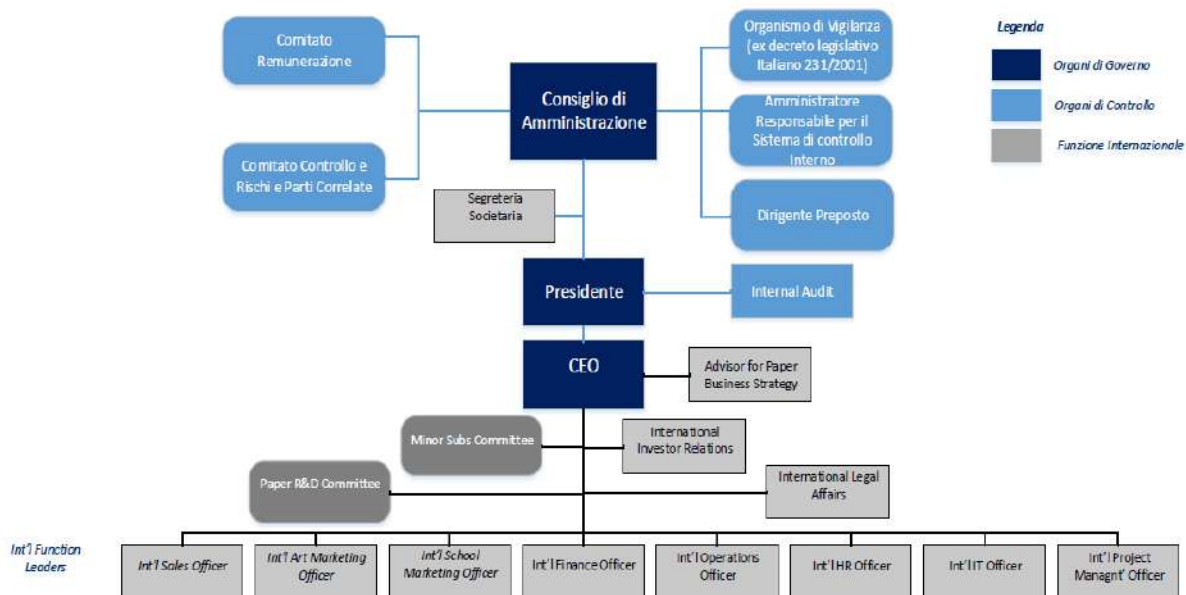 Comitato
Remunerazione
Comitato Controllo e
Rischi e Parti Correlate
Consiglio di
Amministrazione
Organismo di Vigilanza
(ex decreto legislativo
Italiano 231/2001)
Amministratore
Responsabile per il
Sistema di controllo
Interno
Dirigente Preposto
Legenda
Organi di Governo
Organi di Controllo
Funzione Internazionale
Segreteria
Societaria
Presidente
Internal Audit
CEO
Advisor for Paper
Business Strategy
Minor Subs Committee
International
Investor Relations
Paper R&D Committee
International Legal
Affairs
Int'l Function
Leaders
Int'l Sales Officer
Int'l Art Marketing
Officer
Int'l School
Marketing Officer
Int'l Finance Officer
Int'l Operations
Officer
Int'l HR Officer
Int'l IT Officer
Int'l Project
Managnt' Officer